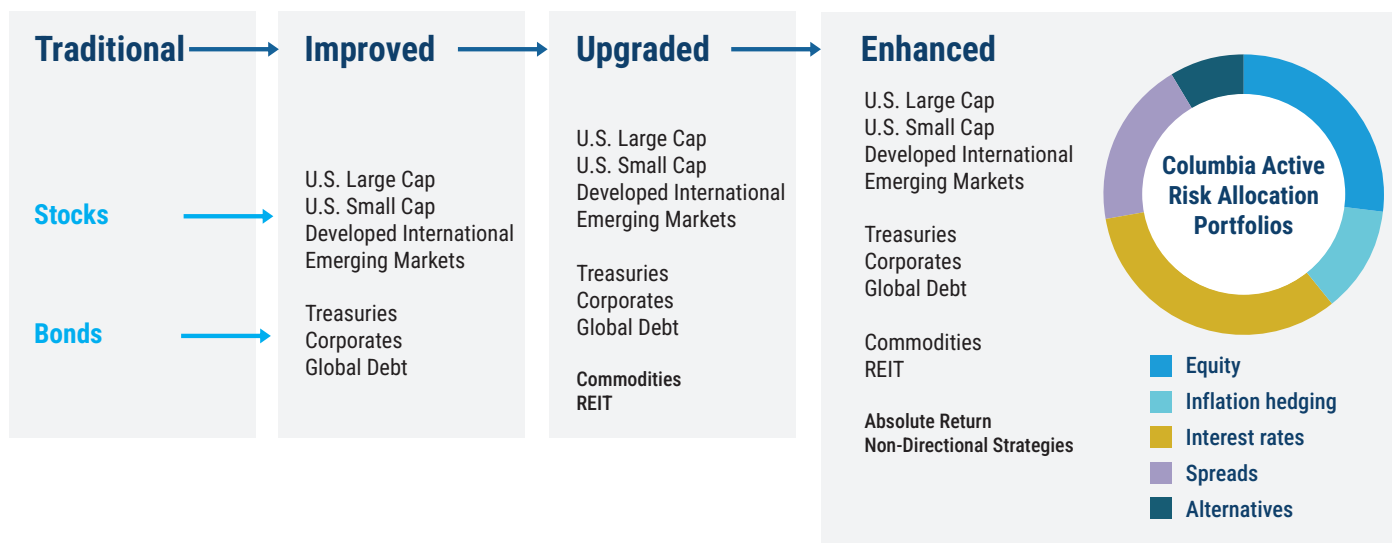 Traditional
Stocks
Bonds
Improved
U.S. Large Cap
U.S. Small Cap
Developed International
Emerging Markets
Treasuries
Corporates
Global Debt
Upgraded
U.S. Large Cap
U.S. Small Cap
Developed International
Emerging Markets
Treasuries
Corporates
Global Debt
Commodities
REIT
Enhanced
U.S. Large Cap
U.S. Small Cap
Developed International
Emerging Markets
Treasuries
Corporates
Global Debt
Commodities
REIT
Absolute Return
Non-Directional Strategies
Columbia Active
Risk Allocation
Portfolios
Equity
Inflation hedging
Interest rates
Spreads
Alternatives